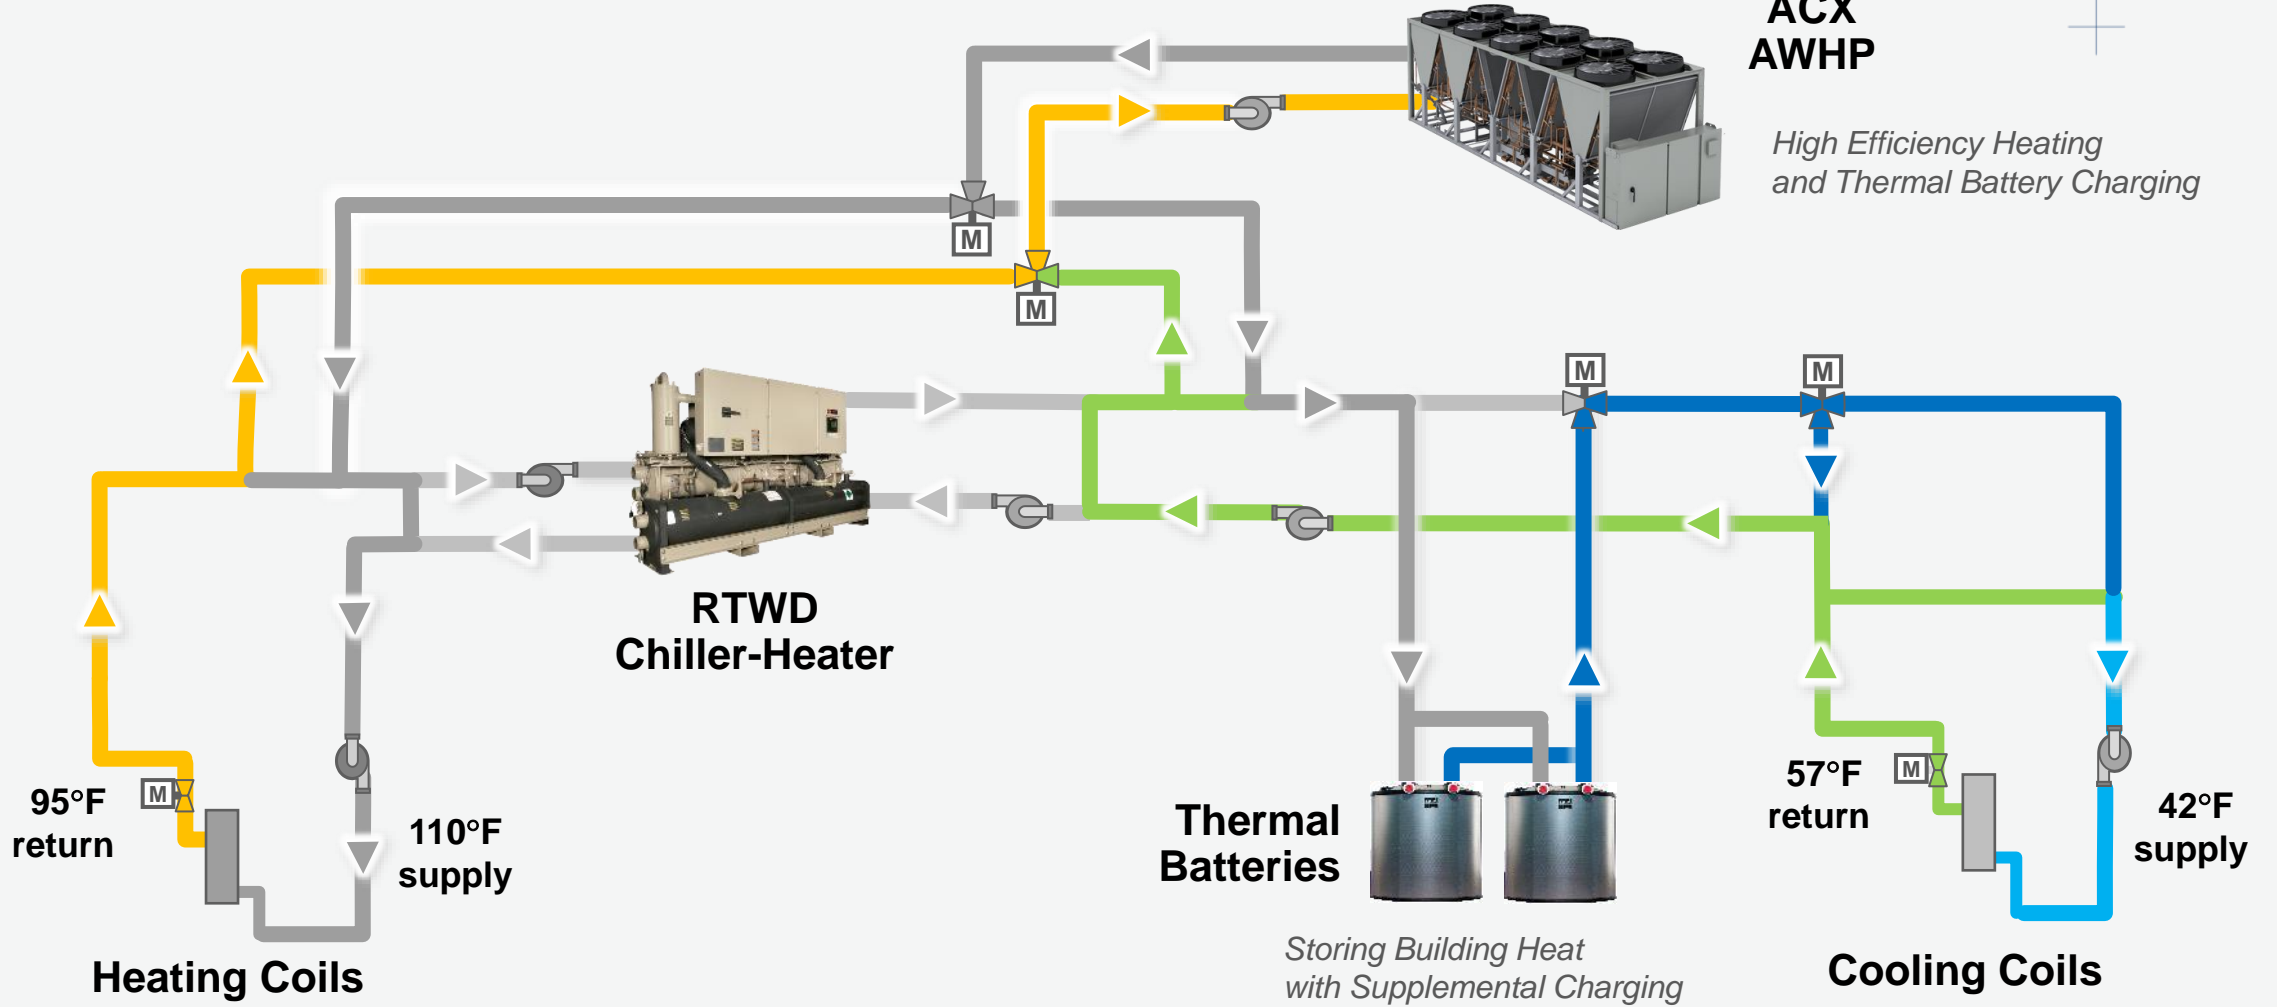 ACX
AWHP
High Efficiency Heating
and Thermal Battery Charging
M
M
M
M
RTWD
Chiller-Heater
95°F
return
M
110°F
supply
Thermal
Batteries
57°F
return
M
42°F
supply
Storing Building Heat
with Supplemental Charging
Heating Coils
Cooling Coils